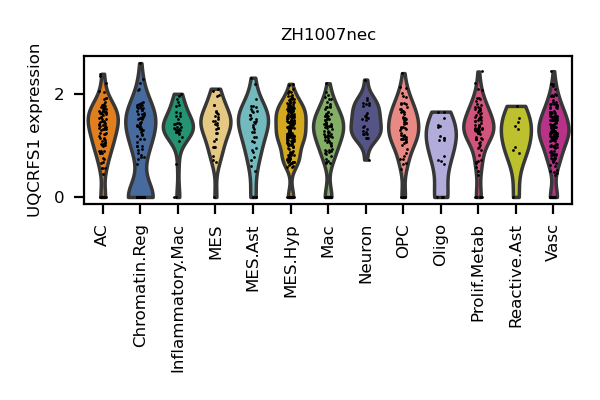 ZH1007nec
UQCRFS1 expression
2
0
AC
Chromatin.Reg
Inflammatory.Mac
MES
MES.Ast
MES.Hyp
Mac
Neuron
OPC
Oligo
Prolif.Metab
Reactive.Ast
Vasc